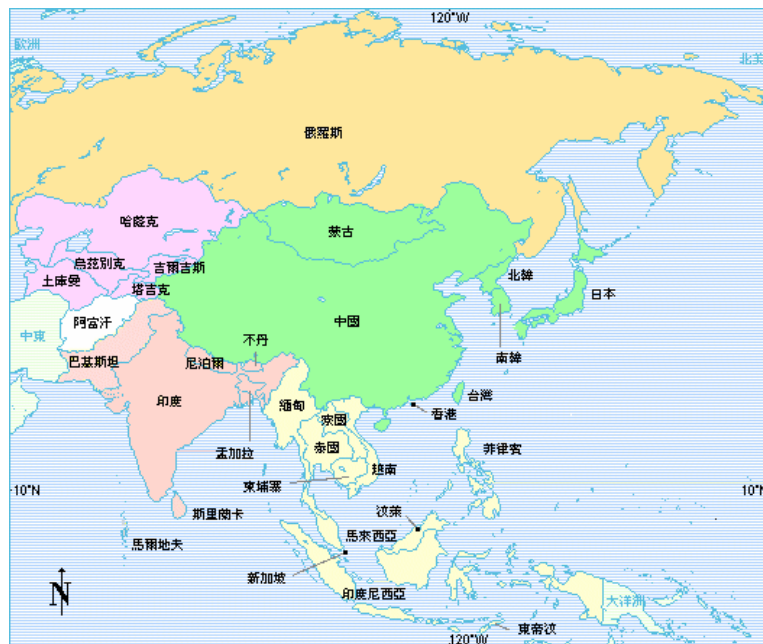 120°W
歐洲
北美
俄羅斯
哈薩克
蒙古
烏茲別克
吉爾吉斯
土庫曼
塔吉克
北韓
日本
中國
阿富汗
中東
不丹
南韓
巴基斯坦
尼泊爾
印度
台灣
緬甸
香港
寮國
泰國
菲律賓
孟加拉
越南
柬埔寨
10°N
10°N
斯里蘭卡
汶萊
馬爾地夫
馬來西亞
新加坡
印度尼西亞
大洋洲
N
東帝汶
120°W